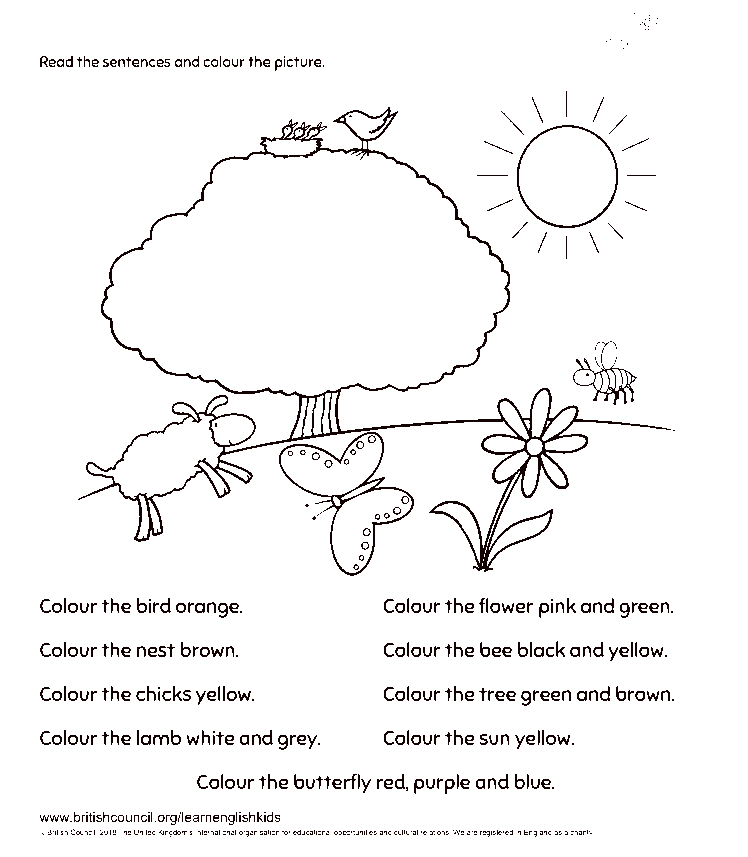 Read the sentences and colour the picture.
Colour the bird orange.
Colour the flower pink and green.
Colour the nest brown.
Colour the bee black and yellow.
Colour the chicks yellow.
Colour the tree green and brown.
Colour the lamb white and grey.
Colour the sun yellow.
Colour the butterfly red, purple and blue.
www.britishcouncil.org/learnenglishkids
British Council, 2018 The United Kingdom's international organisation for educational opportunities and cultural relations. We are registered in England as a charity.